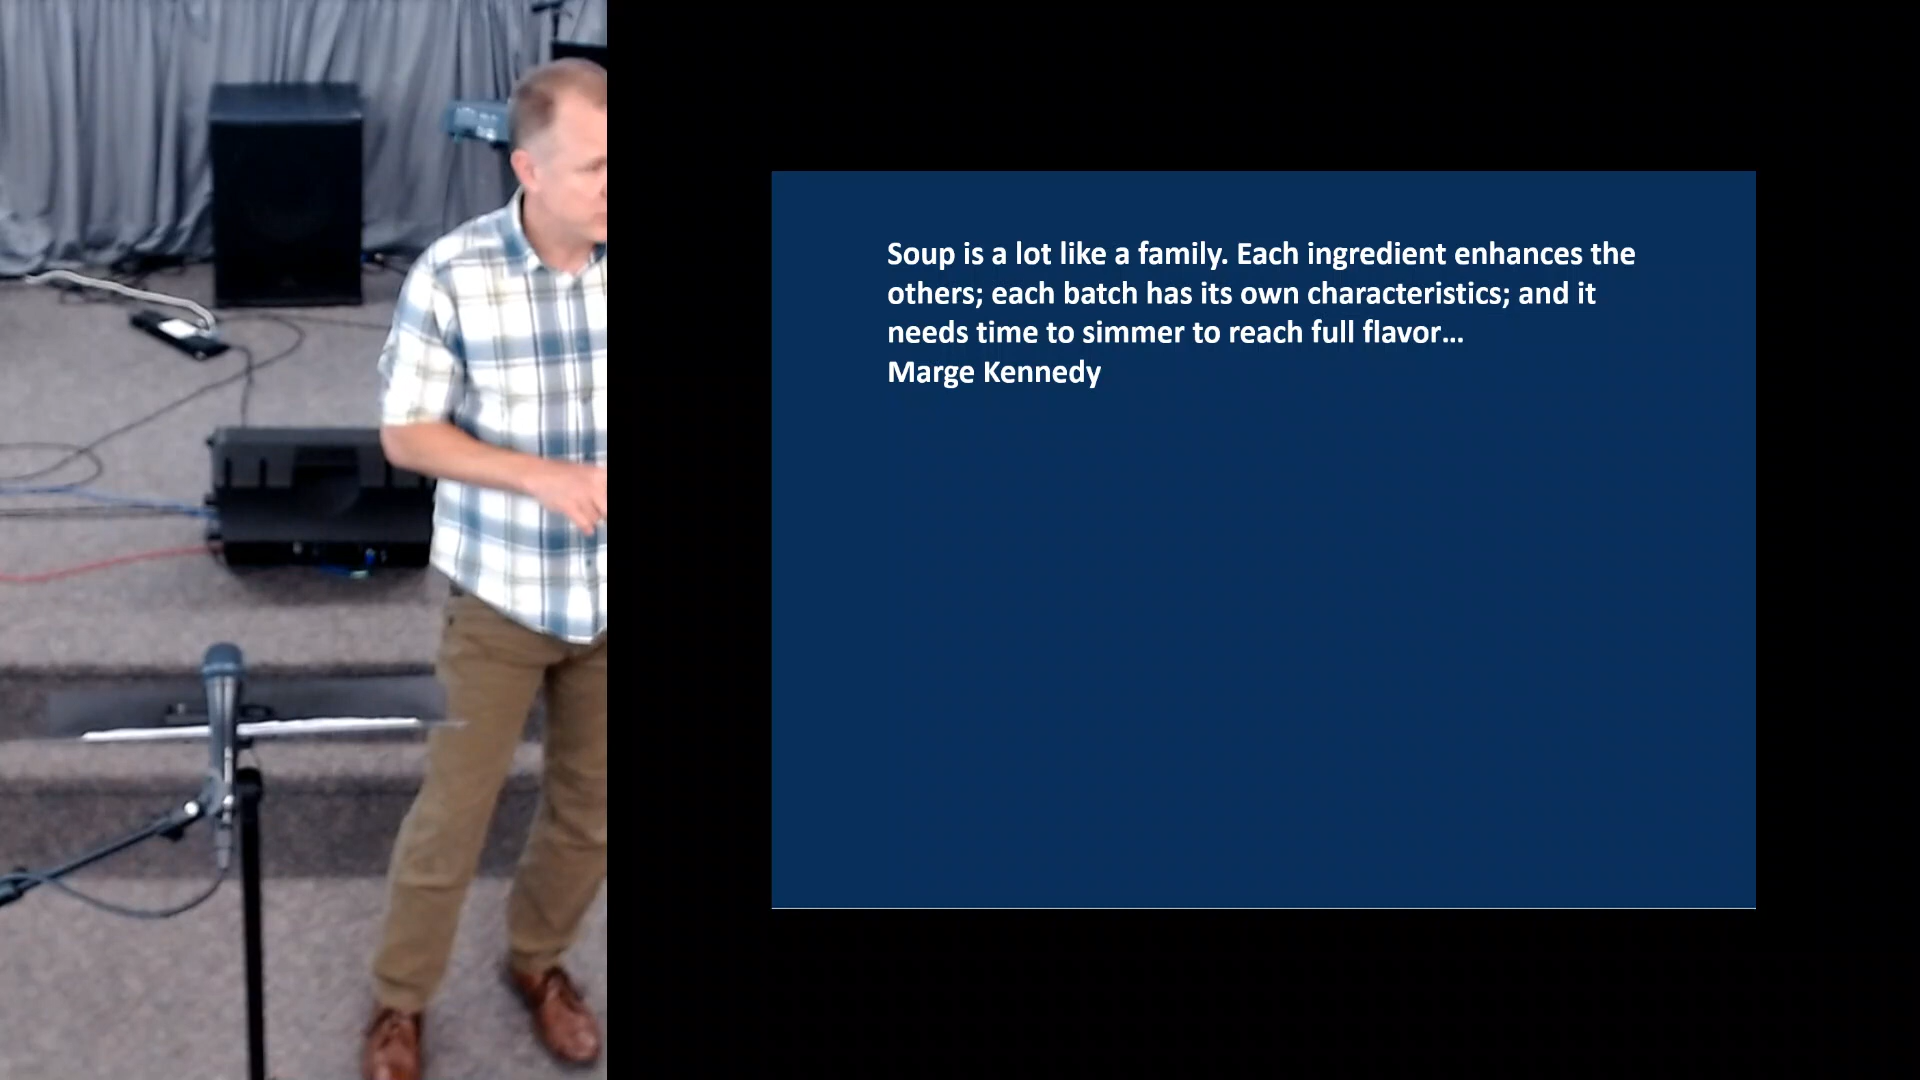 Soup is a lot like a family. Each ingredient enhances the
others; each batch has its own characteristics; and it
needs time to simmer to reach full flavor...
Marge Kennedy